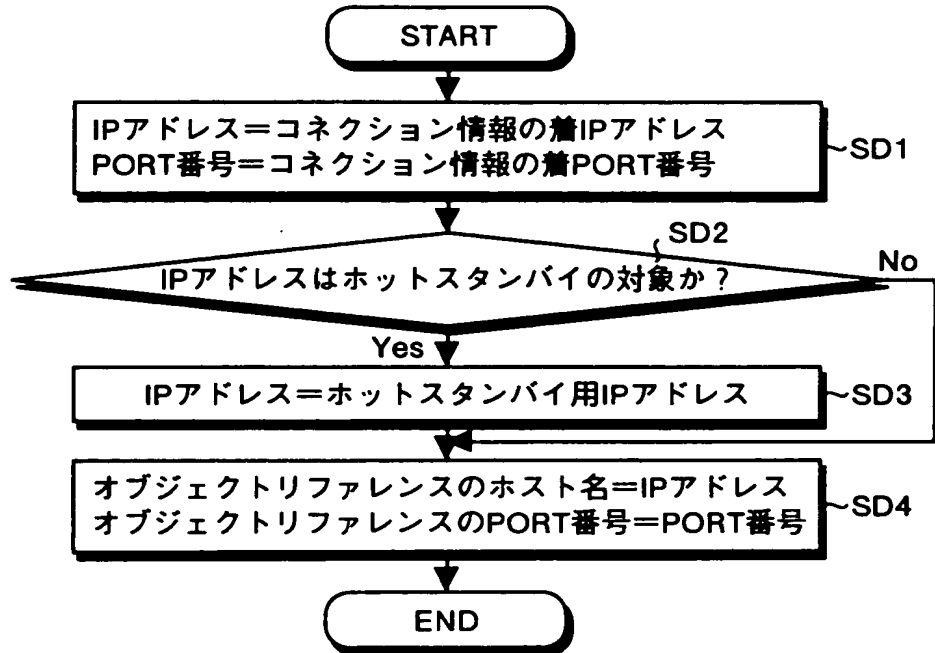 START
IPアドレス＝コネクション情報の着IPアドレス
PORT番号＝コネクション情報の着PORT番号
SD1
SD2
IPアドレスはホットスタンバイの対象か？
No
Yes
IPアドレス＝ホットスタンバイ用IPアドレス
SD3
オブジェクトリファレンスのホスト名＝IPアドレス
オブジェクトリファレンスのPORT番号＝PORT番号
SD4
END